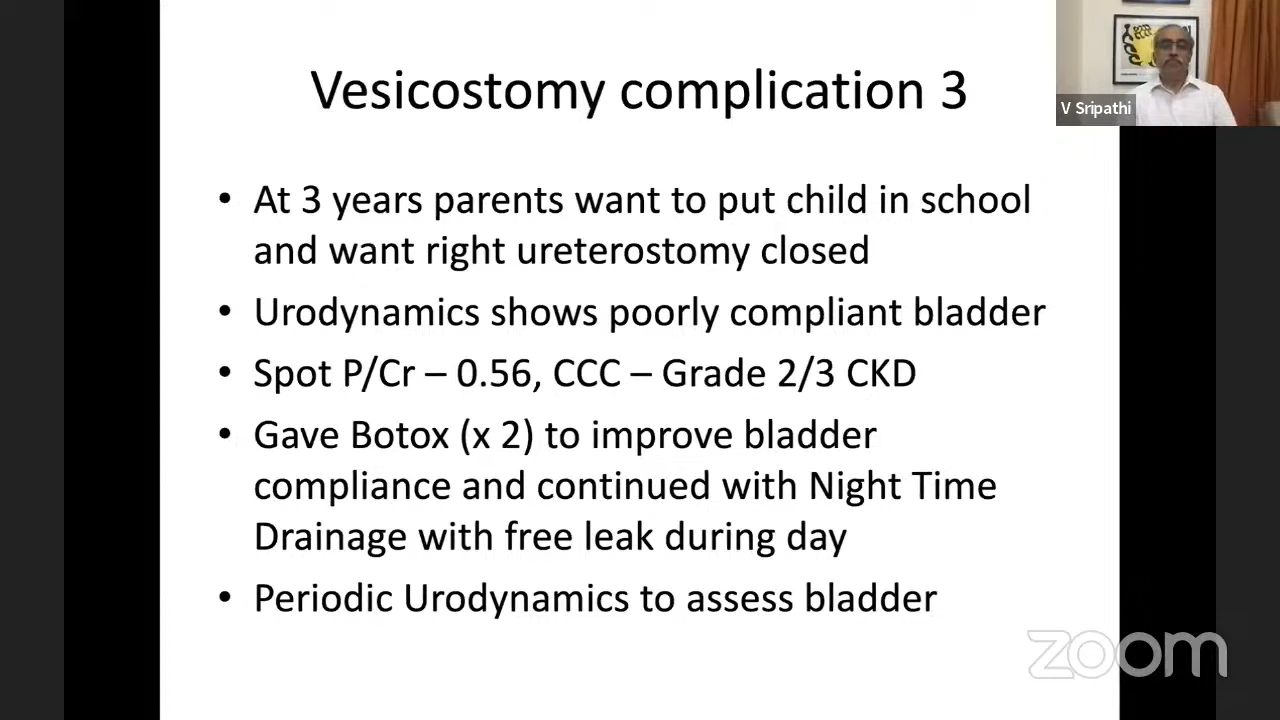 Vesicostomy complication 3
V Sripathi
• At 3 years parents want to put child in school
and want right ureterostomy closed
• Urodynamics shows poorly compliant bladder
• Spot P/Cr – 0.56, CCC – Grade 2/3 CKD
• Gave Botox (x 2) to improve bladder
compliance and continued with Night Time
Drainage with free leak during day
• Periodic Urodynamics to assess bladder
zoom